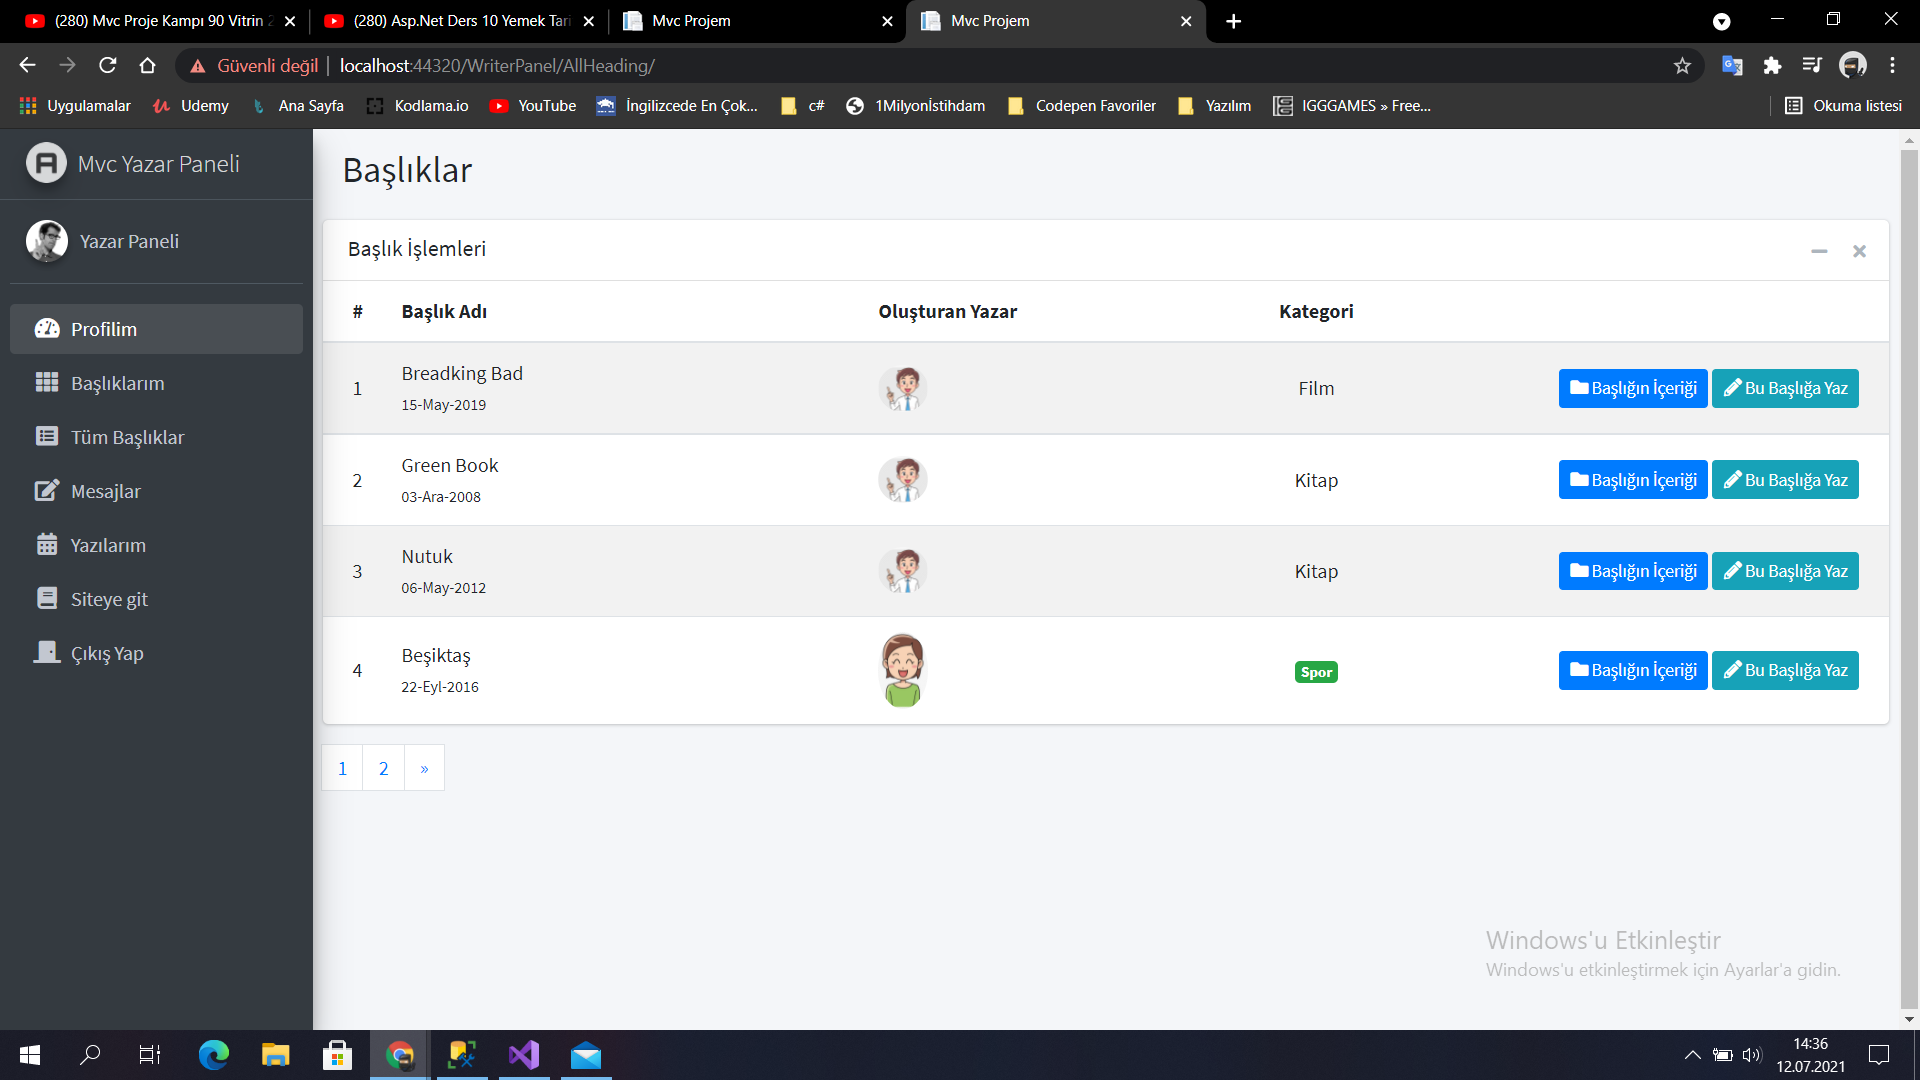 (280) Mvc Proje Kampı 90 Vitrin
(280) Asp.Net Ders 10 Yemek Tari
Mvc Projem
Mvc Projem
Güvenli değil
localhost:44320/WriterPanel/AllHeading/
Uygulamalar
Udemy
Ana Sayfa
Kodlama.io
YouTube
İngilizcede En Çok...
c#
1Milyonİstihdam
Codepen Favoriler
Yazılım
IGGGAMES » Free...
Okuma listesi
Mvc Yazar Paneli
Yazar Paneli
Profilim
Başlıklarım
Tüm Başlıklar
Mesajlar
Yazılarım
Siteye git
Çıkış Yap
Başlıklar
Başlık İşlemleri
# Başlık Adı Oluşturan Yazar Kategori
1 Breadking Bad Film Başlığın İçeriği Bu Başlığa Yaz
15-May-2019
2 Green Book Kitap Başlığın İçeriği Bu Başlığa Yaz
03-Ara-2008
3 Nutuk Kitap Başlığın İçeriği Bu Başlığa Yaz
06-May-2012
4 Beşiktaş Spor Başlığın İçeriği Bu Başlığa Yaz
22-Eyl-2016
1 2 »
Windows'u Etkinleştir
Windows'u etkinleştirmek için Ayarlar'a gidin.
14:36
12.07.2021